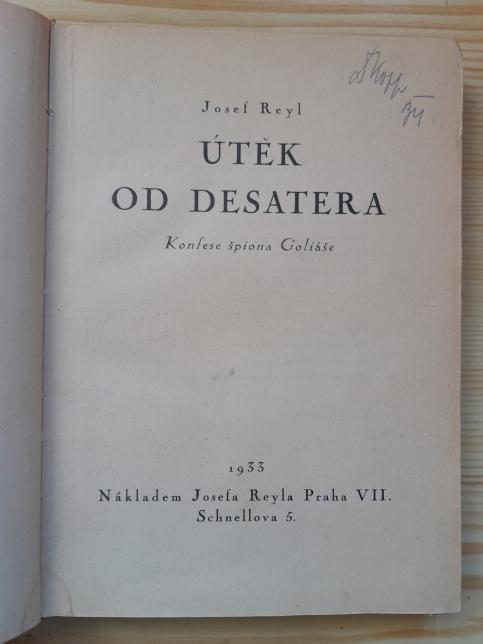 Josef Reyl
ÚTĚK
OD DESATERA
Konfese špiona Goliáše
1933
Nákladem Josefa Reyla Praha VII.
Schnellova 5.